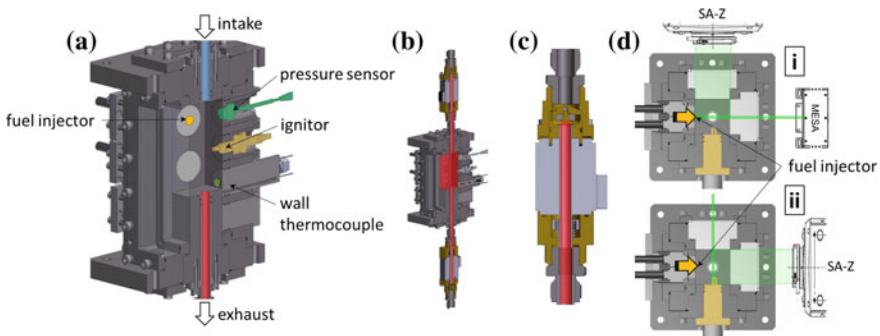 (a)
intake
pressure sensor
fuel injector
ignitor
wall
thermocouple
exhaust
(b)
(c)
(d)
SA-Z
i
MESA
fuel injector
ii
SA-Z